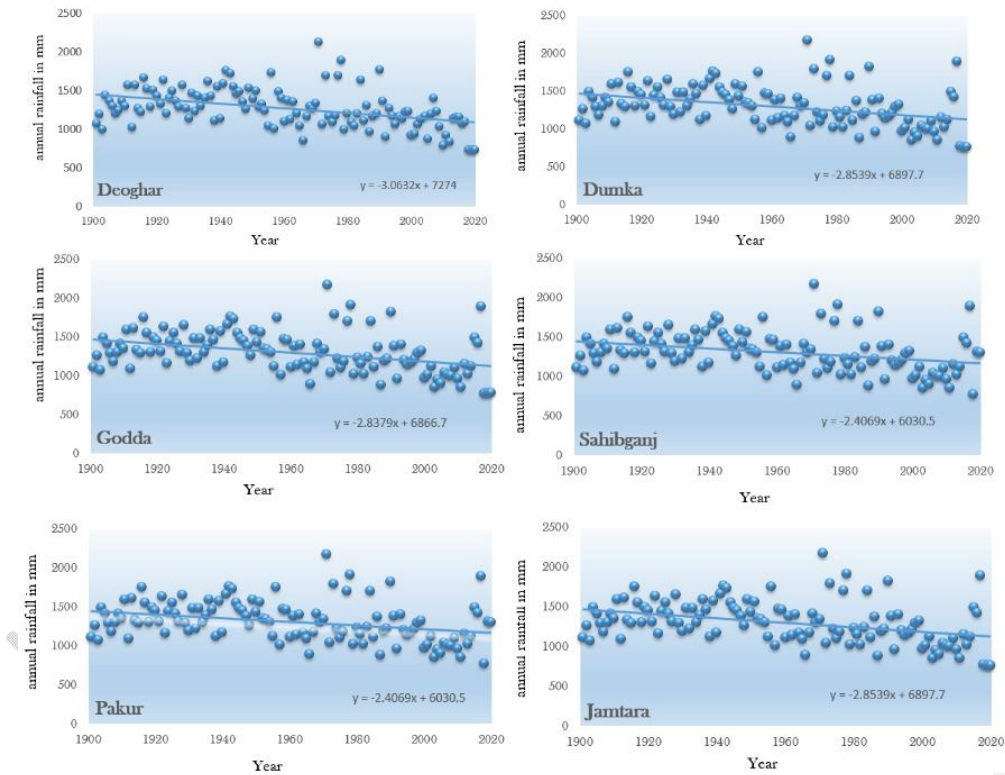 2500
2000
1500
1000
500
0
annual rainfall in mm
Deoghar
y = -3.0632x + 7274
1900 1920 1940 1960 1980 2000 2020
Year
2500
2000
1500
1000
500
0
annual rainfall in mm
Dumka
y = -2.8539x + 6897.7
1900 1920 1940 1960 1980 2000 2020
Year
2500
2000
1500
1000
500
0
annual rainfall in mm
Godda
y = -2.8379x + 6866.7
1900 1920 1940 1960 1980 2000 2020
Year
2500
2000
1500
1000
500
0
annual rainfall in mm
Sahibganj
y = -2.4069x + 6030.5
1900 1920 1940 1960 1980 2000 2020
Year
2500
2000
1500
1000
500
0
annual rainfall in mm
Pakur
y = -2.4069x + 6030.5
1900 1920 1940 1960 1980 2000 2020
Year
2500
2000
1500
1000
500
0
annual rainfall in mm
Jamtara
y = -2.8539x + 6897.7
1900 1920 1940 1960 1980 2000 2020
Year